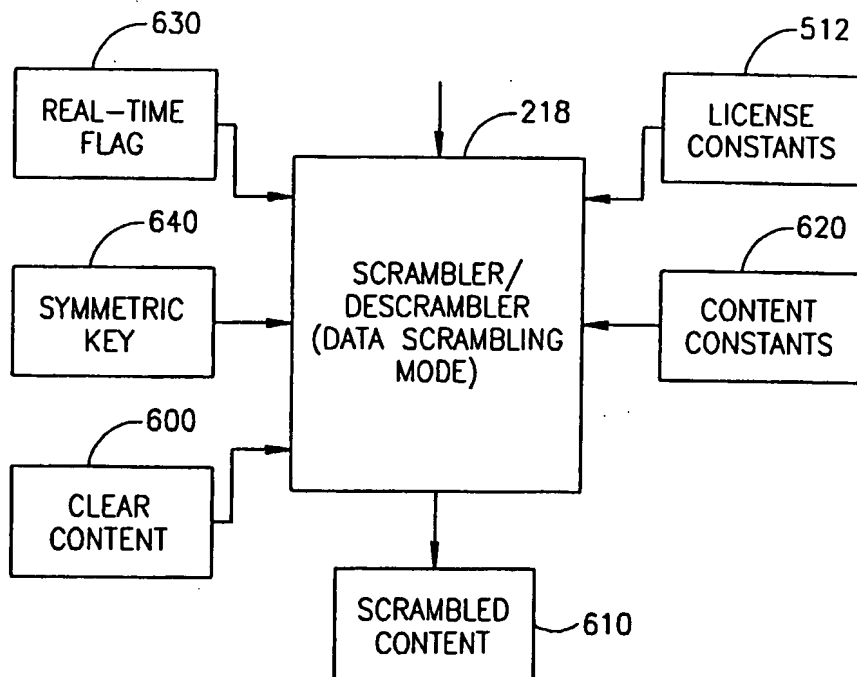 630
REAL-TIME
FLAG
512
LICENSE
CONSTANTS
218
640
SYMMETRIC
KEY
SCRAMBLER/
DESCRAMBLER
(DATA SCRAMBLING
MODE)
620
CONTENT
CONSTANTS
600
CLEAR
CONTENT
SCRAMBLED
CONTENT
610